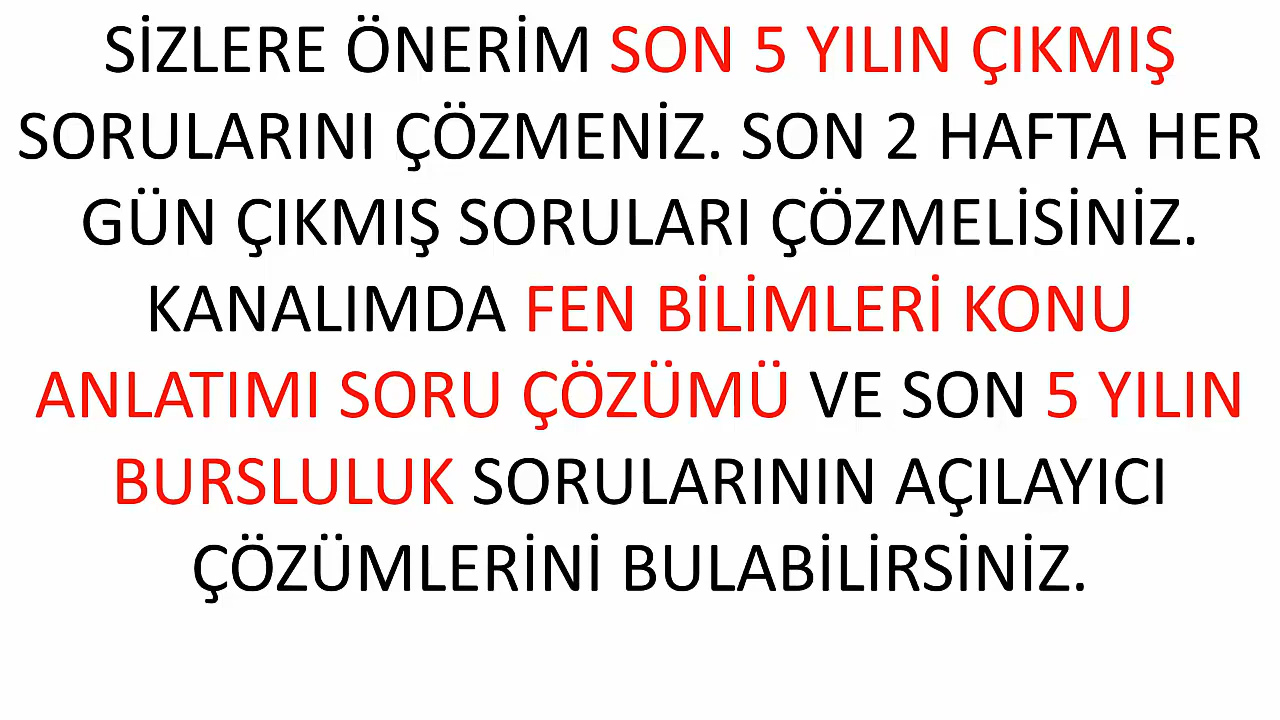 SİZLERE ÖNERİM SON 5 YILIN ÇIKMIŞ
SORULARINI ÇÖZMENİZ. SON 2 HAFTA HER
GÜN ÇIKMIŞ SORULARI ÇÖZMELİSİNİZ.
KANALIMDA FEN BİLİMLERİ KONU
ANLATIMI SORU ÇÖZÜMÜ VE SON 5 YILIN
BURSLULUK SORULARININ AÇILAYICI
ÇÖZÜMLERİNİ BULABİLİRSİNİZ.